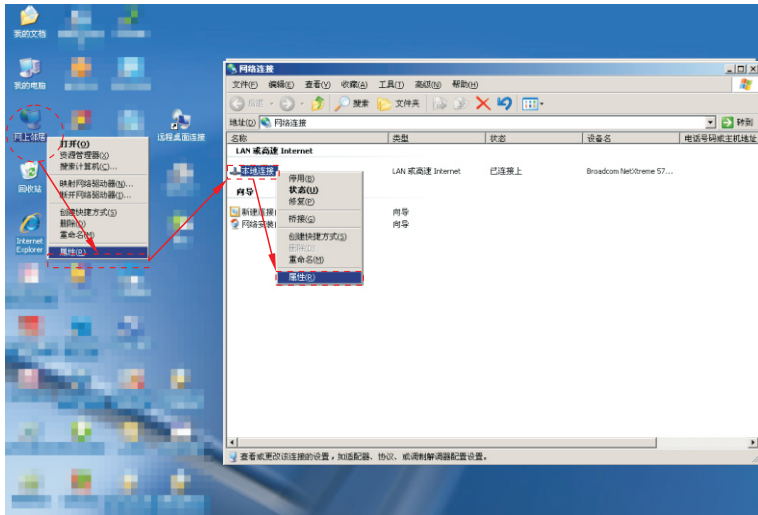 我的文档
我的电脑
网上邻居
远程桌面连接
回收站
Internet
Explorer
打开(O)
资源管理器(X)
搜索计算机(C)...
映射网络驱动器(N)...
断开网络驱动器(I)...
创建快捷方式(S)
删除(D)
重命名(M)
属性(R)
网络连接
文件(F) 编辑(E) 查看(V) 收藏(A) 工具(T) 高级(N) 帮助(H)
后退 搜索 文件夹
地址(D) 网络连接 转到
名称 类型 状态 设备名 电话号码或主机地址
LAN 或高速 Internet
本地连接 LAN 或高速 Internet 已连接上 Broadcom NetXtreme 57...
向导
新建连接 向导
网络安装 向导
停用(B)
状态(U)
修复(P)
桥接(G)
创建快捷方式(S)
删除(D)
重命名(M)
属性(R)
查看或更改该连接的设置，如适配器、协议、或调制解调器配置设置。